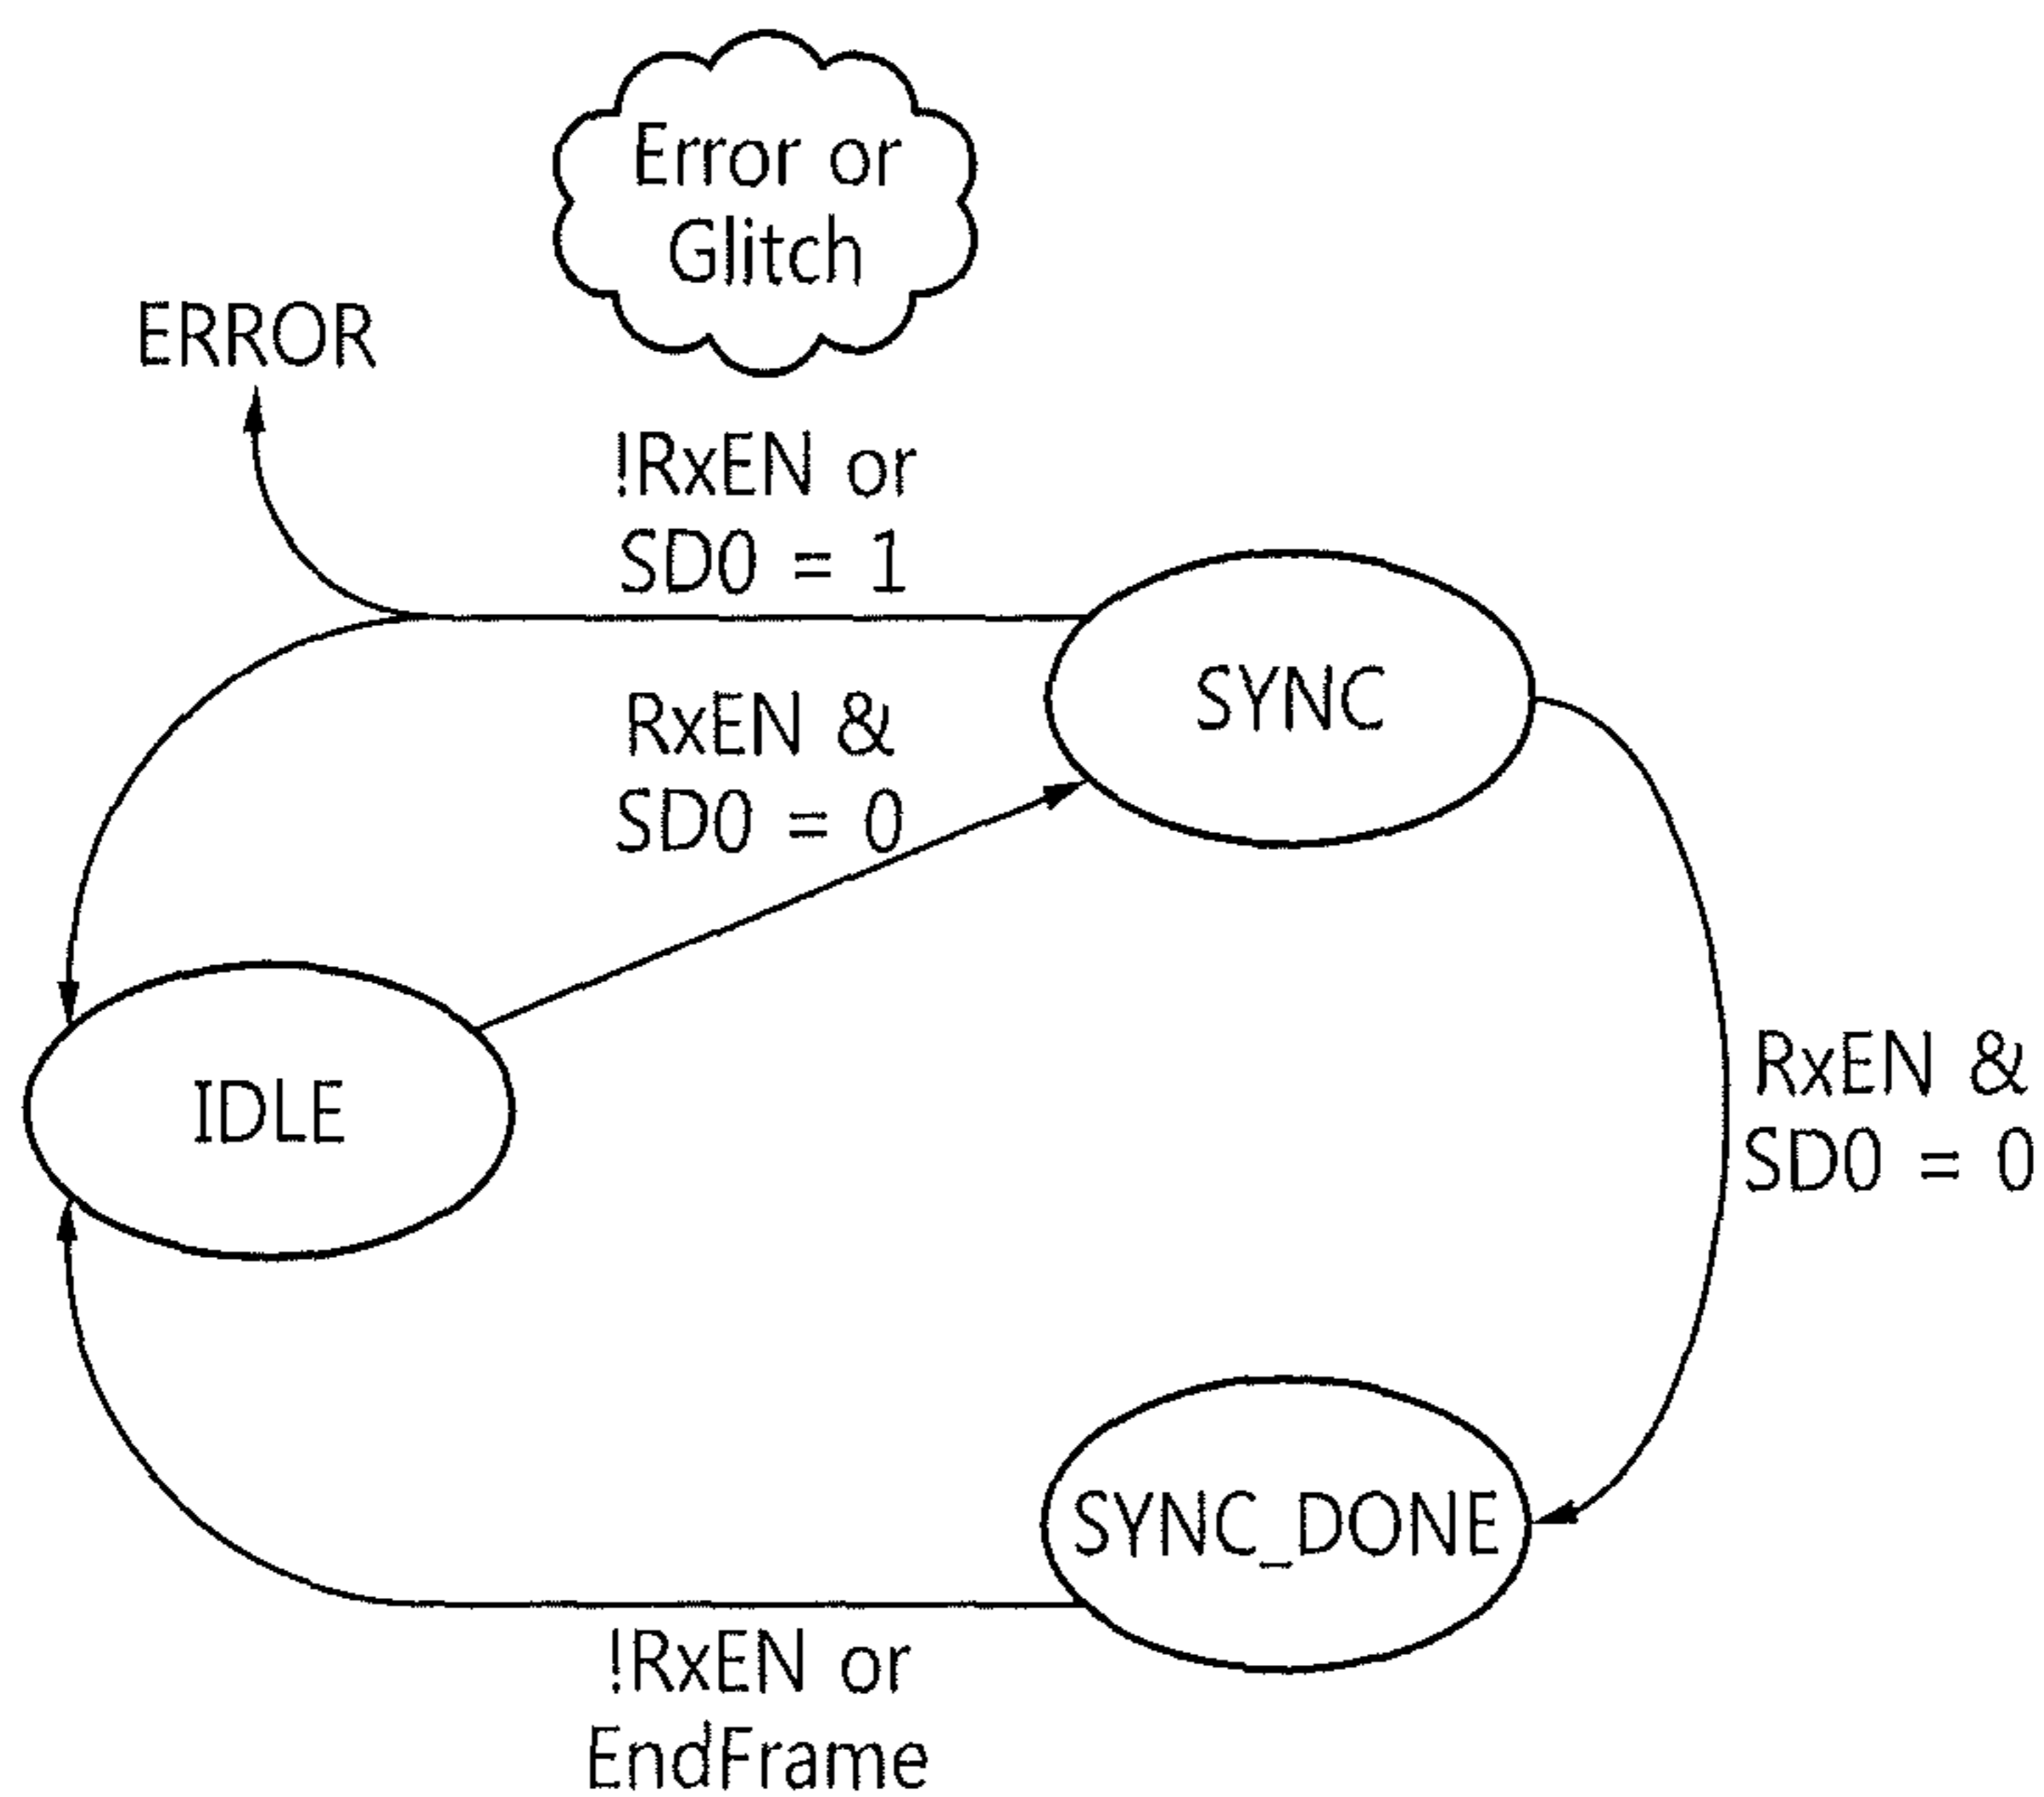 Error or
Glitch
ERROR
!RxEN or
SD0 = 1
SYNC
RxEN &
SD0 = 0
IDLE
RxEN &
SD0 = 0
SYNC_DONE
!RxEN or
EndFrame